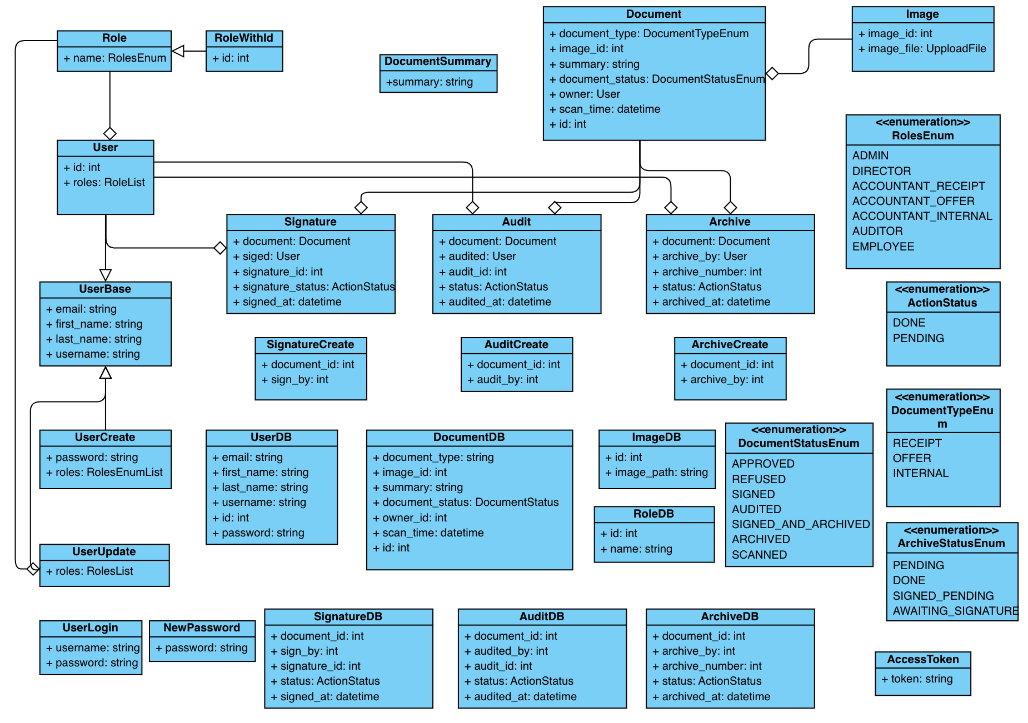 Role
+ name: RolesEnum
RoleWithId
+ id: int
DocumentSummary
+summary: string
Document
+ document_type: DocumentTypeEnum
+ image_id: int
+ summary: string
+ document_status: DocumentStatusEnum
+ owner: User
+ scan_time: datetime
+ id: int
Image
+ image_id: int
+ image_file: UpploadFile
<<enumeration>>
RolesEnum
ADMIN
DIRECTOR
ACCOUNTANT_RECEIPT
ACCOUNTANT_OFFER
ACCOUNTANT_INTERNAL
AUDITOR
EMPLOYEE
User
+ id: int
+ roles: RoleList
Signature
+ document: Document
+ siged: User
+ signature_id: int
+ signature_status: ActionStatus
+ signed_at: datetime
Audit
+ document: Document
+ audited: User
+ audit_id: int
+ status: ActionStatus
+ audited_at: datetime
Archive
+ document: Document
+ archive_by: User
+ archive_number: int
+ status: ActionStatus
+ archived_at: datetime
UserBase
+ email: string
+ first_name: string
+ last_name: string
+ username: string
<<enumeration>>
ActionStatus
DONE
PENDING
SignatureCreate
+ document_id: int
+ sign_by: int
AuditCreate
+ document_id: int
+ audit_by: int
ArchiveCreate
+ document_id: int
+ archive_by: int
<<enumeration>>
DocumentTypeEnu
m
RECEIPT
OFFER
INTERNAL
UserCreate
+ password: string
+ roles: RolesEnumList
UserDB
+ email: string
+ first_name: string
+ last_name: string
+ username: string
+ id: int
+ password: string
DocumentDB
+ document_type: string
+ image_id: int
+ summary: string
+ document_status: DocumentStatus
+ owner_id: int
+ scan_time: datetime
+ id: int
ImageDB
+ id: int
+ image_path: string
RoleDB
+ id: int
+ name: string
<<enumeration>>
DocumentStatusEnum
APPROVED
REFUSED
SIGNED
AUDITED
SIGNED_AND_ARCHIVED
ARCHIVED
SCANNED
<<enumeration>>
ArchiveStatusEnum
PENDING
DONE
SIGNED_PENDING
AWAITING_SIGNATURE
UserUpdate
+ roles: RolesList
UserLogin
+ username: string
+ password: string
NewPassword
+ password: string
SignatureDB
+ document_id: int
+ sign_by: int
+ signature_id: int
+ status: ActionStatus
+ signed_at: datetime
AuditDB
+ document_id: int
+ audited_by: int
+ audit_id: int
+ status: ActionStatus
+ audited_at: datetime
ArchiveDB
+ document_id: int
+ archive_by: int
+ archive_number: int
+ status: ActionStatus
+ archived_at: datetime
AccessToken
+ token: string